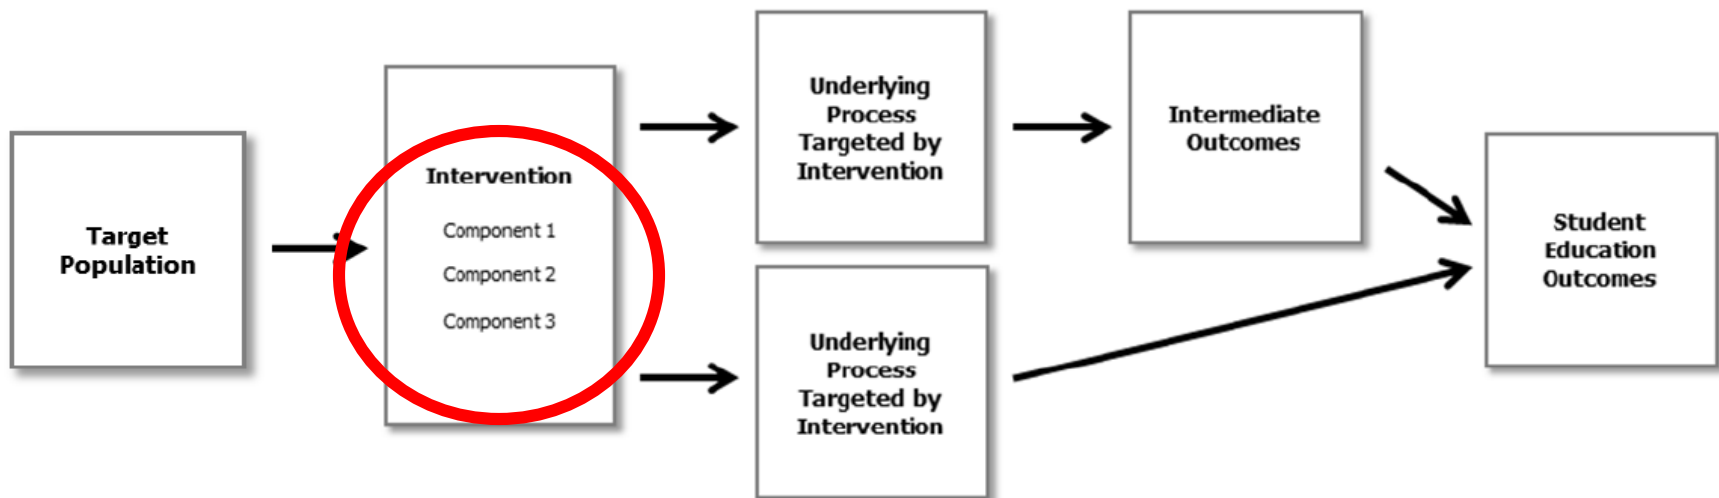 Target
Population
Intervention
Component 1
Component 2
Component 3
Underlying
Process
Targeted by
Intervention
Intermediate
Outcomes
Underlying
Process
Targeted by
Intervention
Student
Education
Outcomes